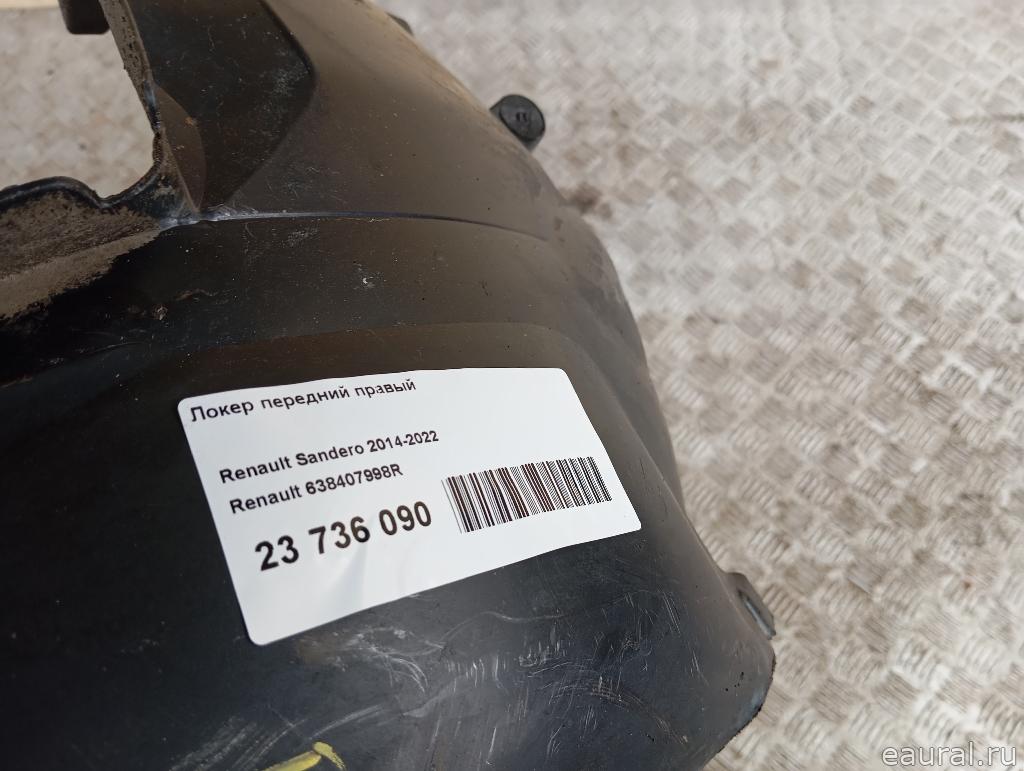 Локер передний правый
Renault Sandero 2014-2022
Renault 638407998R
23 736 090
eaural.ru